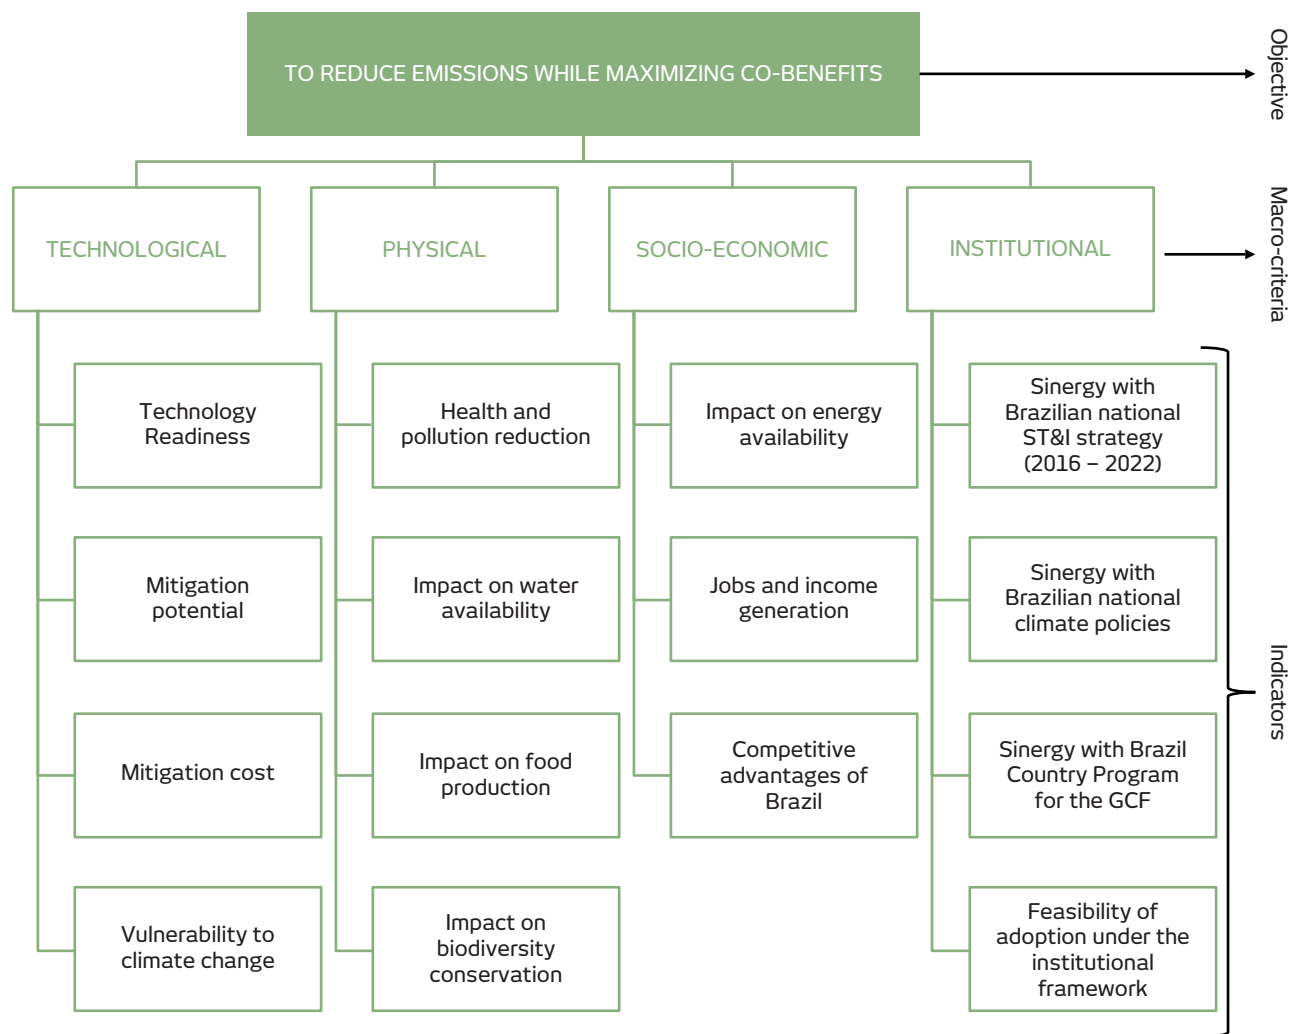 TO REDUCE EMISSIONS WHILE MAXIMIZING CO-BENEFITS
Objective
TECHNOLOGICAL
PHYSICAL
SOCIO-ECONOMIC
INSTITUTIONAL
Macro-criteria
Technology
Readiness
Mitigation
potential
Mitigation cost
Vulnerability to
climate change
Health and
pollution reduction
Impact on water
availability
Impact on food
production
Impact on
biodiversity
conservation
Impact on energy
availability
Jobs and income
generation
Competitive
advantages of
Brazil
Sinergy with
Brazilian national
ST&I strategy
(2016 – 2022)
Sinergy with
Brazilian national
climate policies
Sinergy with Brazil
Country Program
for the GCF
Feasibility of
adoption under the
institutional
framework
Indicators